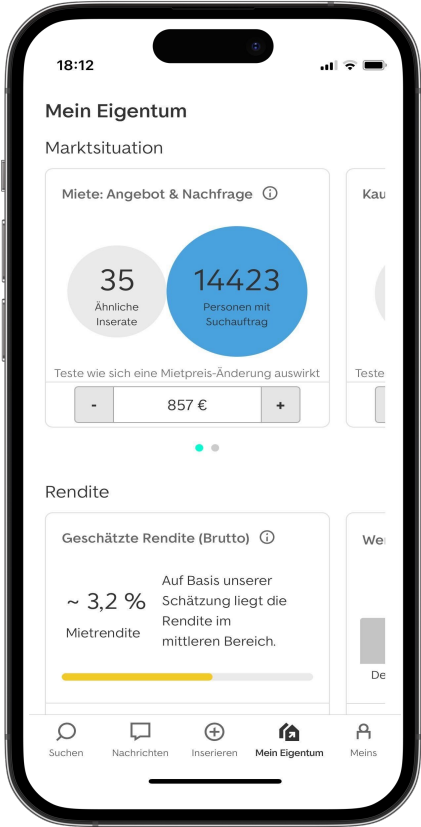 18:12
Mein Eigentum
Marktsituation
Miete: Angebot & Nachfrage
Kau
35
Ähnliche
Inserate
14423
Personen mit
Suchauftrag
Teste wie sich eine Mietpreis-Änderung auswirkt
Teste
- 857 € +
Rendite
Geschätzte Rendite (Brutto)
We
~ 3,2 %
Mietrendite
Auf Basis unserer
Schätzung liegt die
Rendite im
mittleren Bereich.
De
Suchen
Nachrichten
Inserieren
Mein Eigentum
Meins